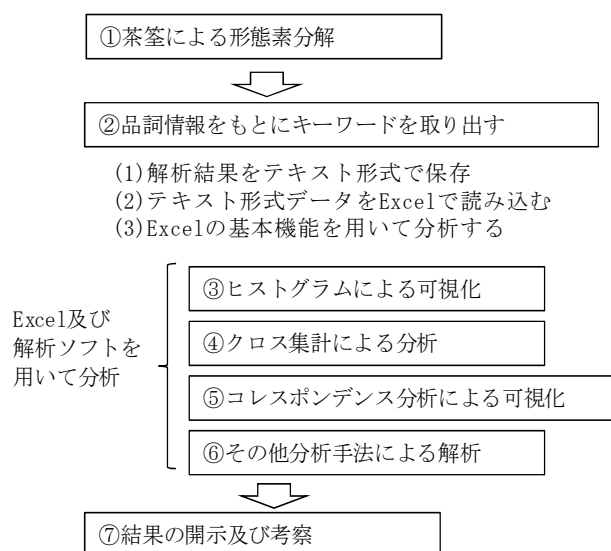 ①茶筌による形態素分解
②品詞情報をもとにキーワードを取り出す
(1)解析結果をテキスト形式で保存
(2)テキスト形式データをExcelで読み込む
(3)Excelの基本機能を用いて分析する
Excel及び
解析ソフトを
用いて分析
③ヒストグラムによる可視化
④クロス集計による分析
⑤コレスポンデンス分析による可視化
⑥その他分析手法による解析
⑦結果の開示及び考察